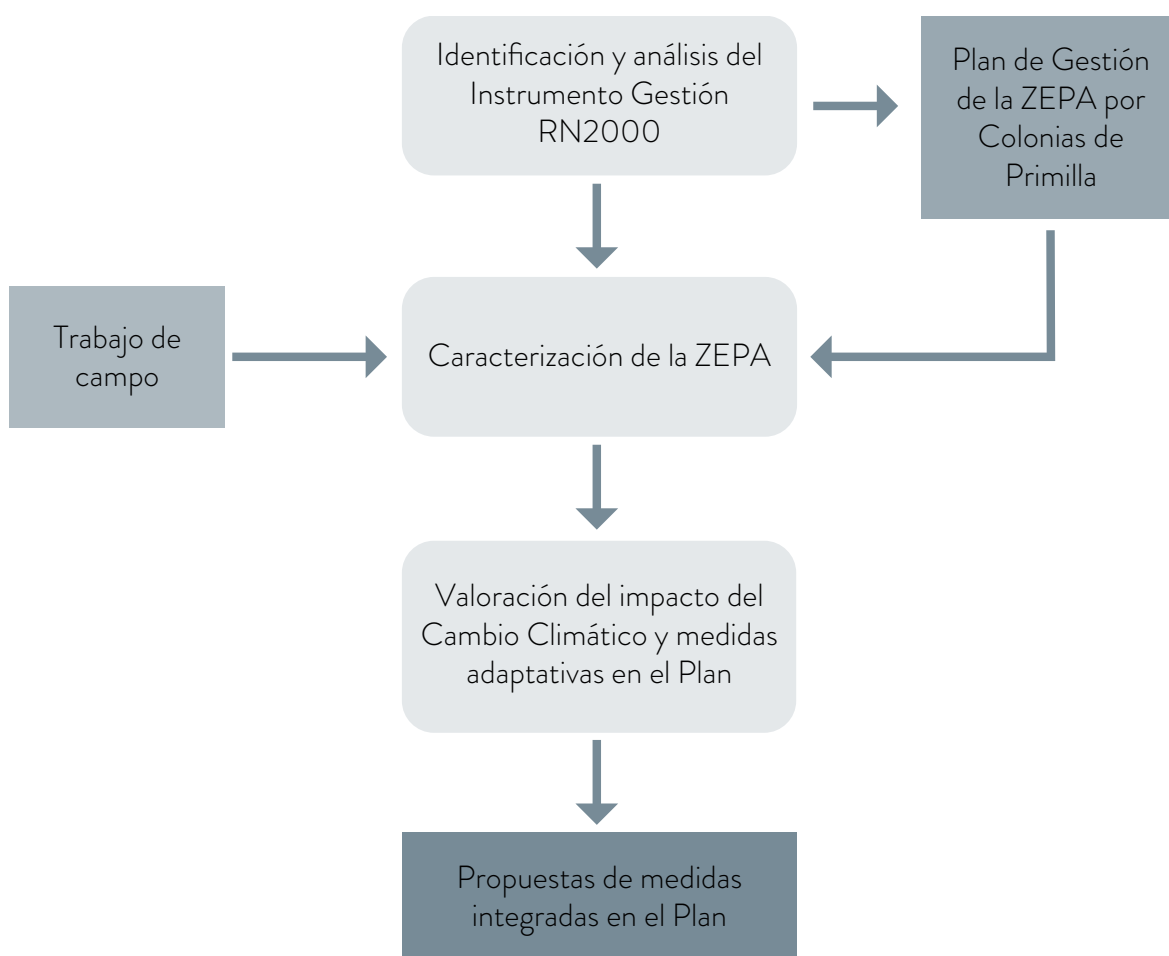 Identificación y análisis del
Instrumento Gestión
RN2000
Plan de Gestión
de la ZEPA por
Colonias de
Primilla
Trabajo de
campo
Caracterización de la ZEPA
Valoración del impacto del
Cambio Climático y medidas
adaptativas en el Plan
Propuestas de medidas
integradas en el Plan